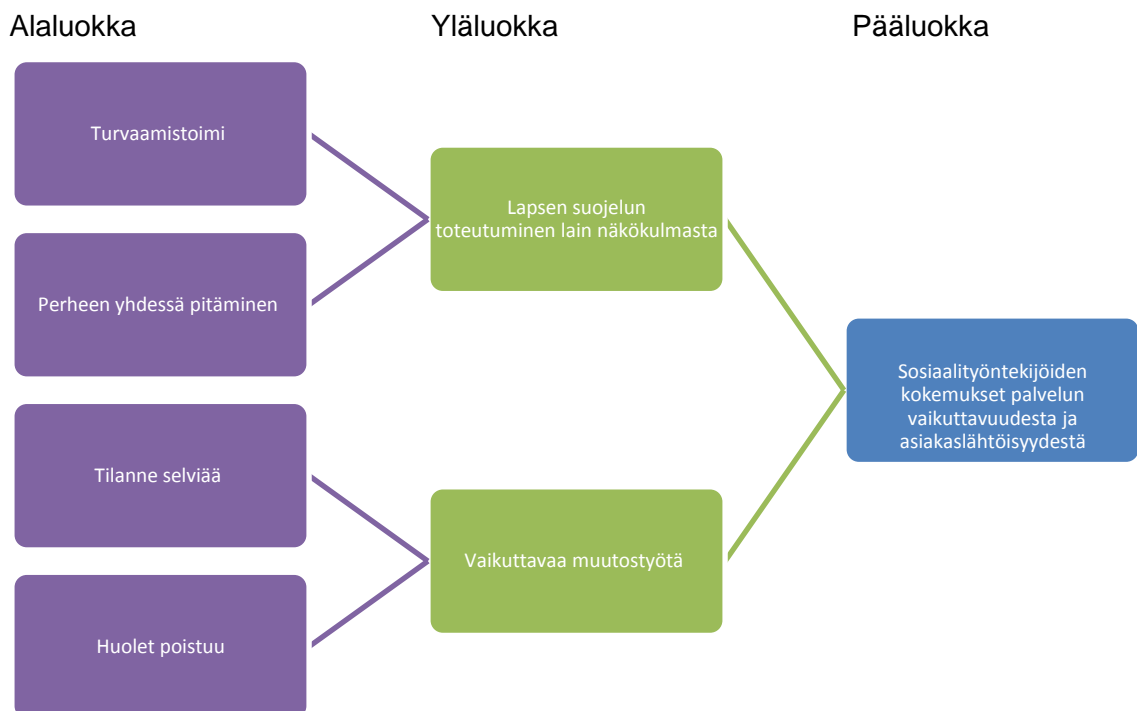 Alaluokka
Yläluokka
Pääluokka
Turvaamistoimi
Perheen yhdessä pitäminen
Tilanne selviää
Huolet poistuu
Lapsen suojelun
toteutuminen lain näkökulmasta
Vaikuttavaa muutostyötä
Sosiaalityöntekijöiden
kokemukset palvelun
vaikuttavuudesta ja
asiakaslähtöisyydestä